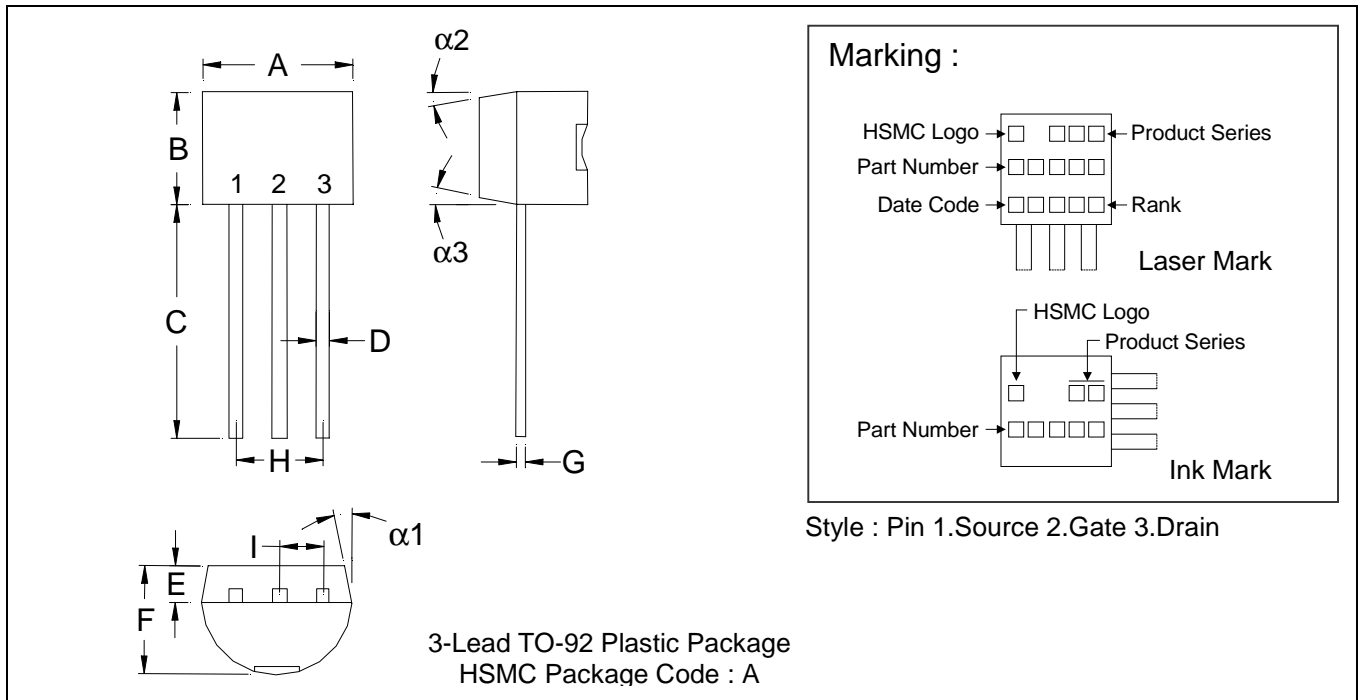 α2
A
B
1 2 3
α3
C
D
H
G
I
α1
E
F
3-Lead TO-92 Plastic Package
HSMC Package Code : A
Marking :
HSMC Logo
Product Series
Part Number
Date Code
Rank
Laser Mark
HSMC Logo
Product Series
Part Number
Ink Mark
Style : Pin 1.Source 2.Gate 3.Drain